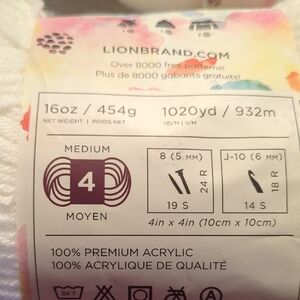 LIONBRAND.COM
Over 8000 free patterns!
Plus de 8000 gabarits gratuits!
16oz / 454g
NET WEIGHT | POIDS NET
1020yd / 932m
YD/M | V/M
MEDIUM
4
MOYEN
8 (5 MM)
24 R
19 S
J-10 (6 MM)
18 R
14 S
4in x 4in (10cm x 10cm)
100% PREMIUM ACRYLIC
100% ACRYLIQUE DE QUALITÉ